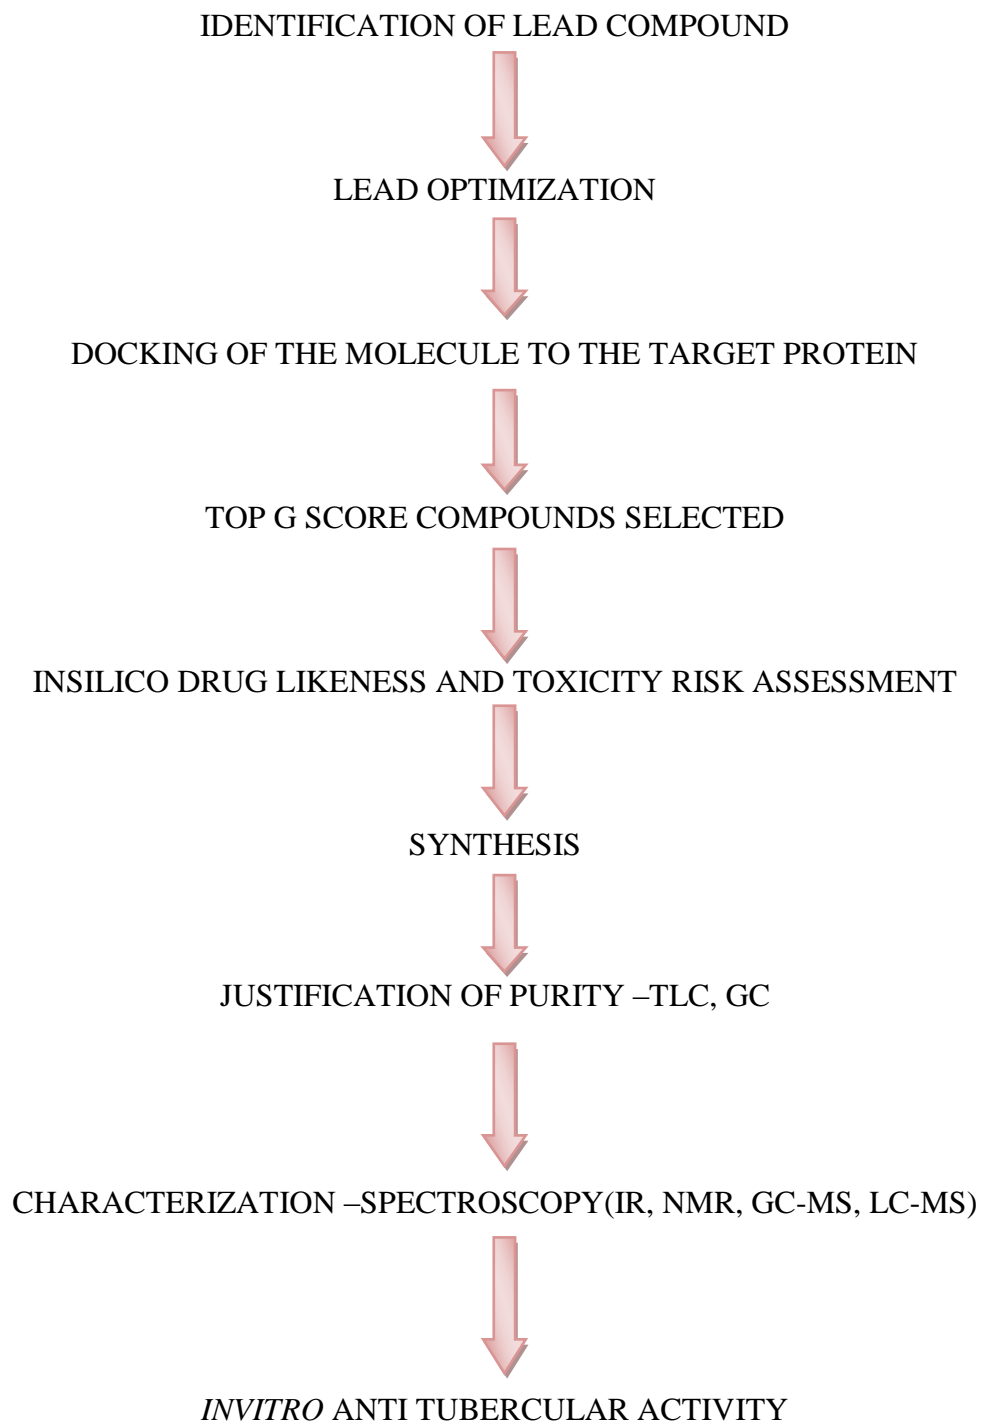 IDENTIFICATION OF LEAD COMPOUND
LEAD OPTIMIZATION
DOCKING OF THE MOLECULE TO THE TARGET PROTEIN
TOP G SCORE COMPOUNDS SELECTED
INSILICO DRUG LIKENESS AND TOXICITY RISK ASSESSMENT
SYNTHESIS
JUSTIFICATION OF PURITY –TLC, GC
CHARACTERIZATION –SPECTROSCOPY(IR, NMR, GC-MS, LC-MS)
INVITRO ANTI TUBERCULAR ACTIVITY